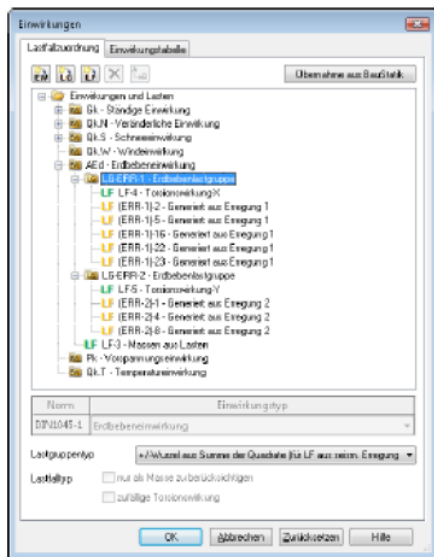 Einwirkungen
Lastfallzuordnung Einwirkungstabelle
EW LG LF Übernahme aus BauStatik
Einwirkungen und Lasten
Gk - Ständige Einwirkung
Qk.N - Veränderliche Einwirkung
Qk.S - Schneeeinwirkung
Qk.W - Windeinwirkung
AEd - Erdbebeneinwirkung
LG-ERR-1 - Erdbebenlastgruppe
LF LF-4 - Torsionswirkung-X
LF (ERR-1)-2 - Generiert aus Erregung 1
LF (ERR-1)-5 - Generiert aus Erregung 1
LF (ERR-1)-16 - Generiert aus Erregung 1
LF (ERR-1)-22 - Generiert aus Erregung 1
LF (ERR-1)-23 - Generiert aus Erregung 1
LG-ERR-2 - Erdbebenlastgruppe
LF LF-5 - Torsionswirkung-Y
LF (ERR-2)-1 - Generiert aus Erregung 2
LF (ERR-2)-4 - Generiert aus Erregung 2
LF (ERR-2)-8 - Generiert aus Erregung 2
LF LF-3 - Massen aus Lasten
Pk - Vorspannungseinwirkung
Qk.T - Temperatureinwirkung
Norm Einwirkungstyp
DIN1045-1 Erdbebeneinwirkung
Lastgruppentyp +/-Wurzel aus Summe der Quadrate (für LF aus seism. Erregung
Lastfalltyp nur als Masse zu berücksichtigen
zufällige Torsionswirkung
OK Abbrechen Zurücksetzen Hilfe